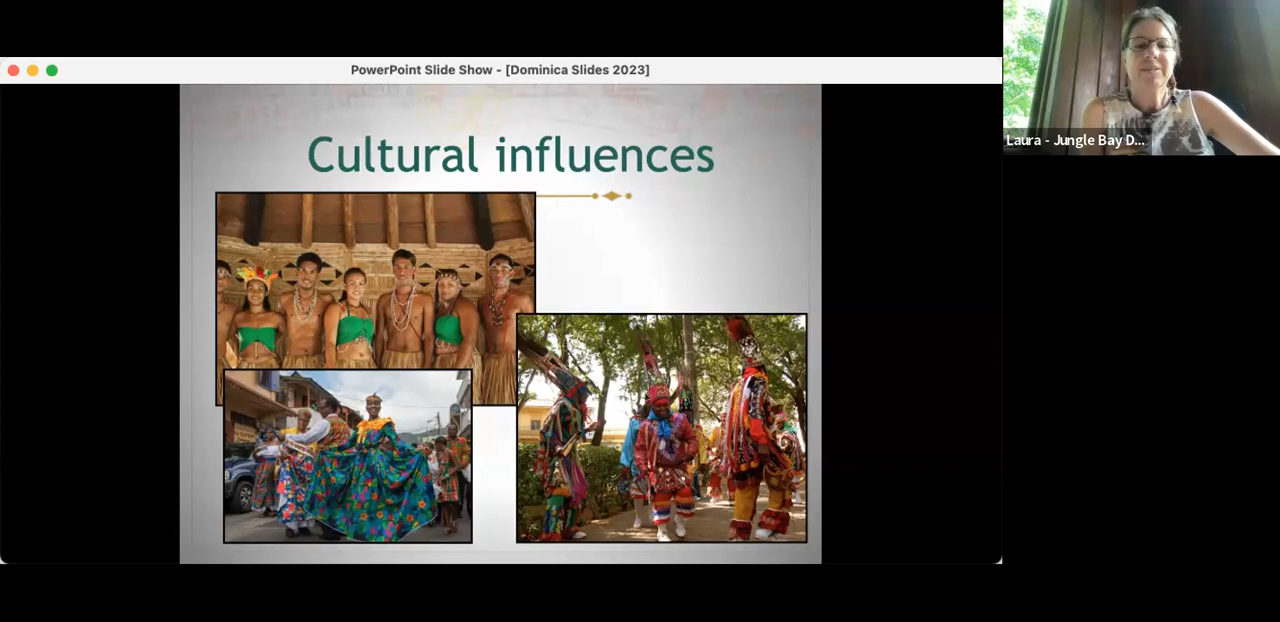 PowerPoint Slide Show - [Dominica Slides 2023]
Cultural influences
Laura - Jungle Bay D...